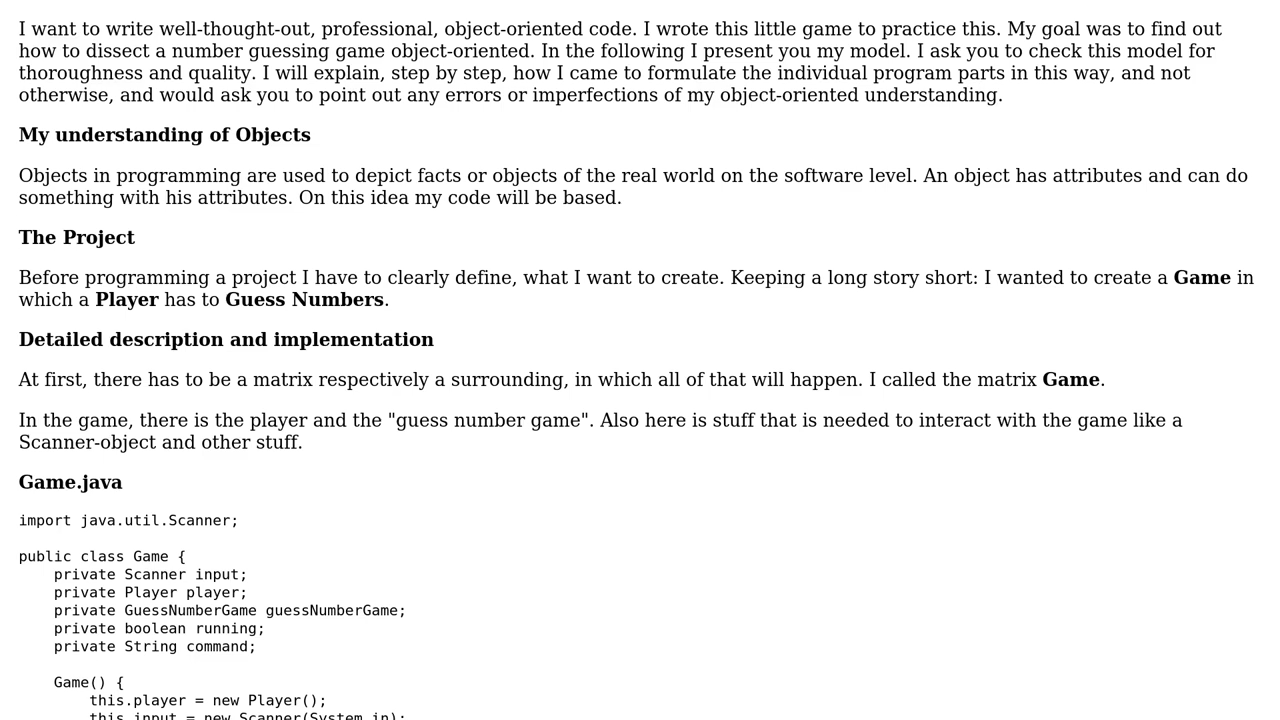 I want to write well-thought-out, professional, object-oriented code. I wrote this little game to practice this. My goal was to find out
how to dissect a number guessing game object-oriented. In the following I present you my model. I ask you to check this model for
thoroughness and quality. I will explain, step by step, how I came to formulate the individual program parts in this way, and not
otherwise, and would ask you to point out any errors or imperfections of my object-oriented understanding.
My understanding of Objects
Objects in programming are used to depict facts or objects of the real world on the software level. An object has attributes and can do
something with his attributes. On this idea my code will be based.
The Project
Before programming a project I have to clearly define, what I want to create. Keeping a long story short: I wanted to create a Game in
which a Player has to Guess Numbers.
Detailed description and implementation
At first, there has to be a matrix respectively a surrounding, in which all of that will happen. I called the matrix Game.
In the game, there is the player and the "guess number game". Also here is stuff that is needed to interact with the game like a
Scanner-object and other stuff.
Game.java
import java.util.Scanner;
public class Game {
    private Scanner input;
    private Player player;
    private GuessNumberGame guessNumberGame;
    private boolean running;
    private String command;
    Game() {
        this.player = new Player();
        this.input = new Scanner(System.in);